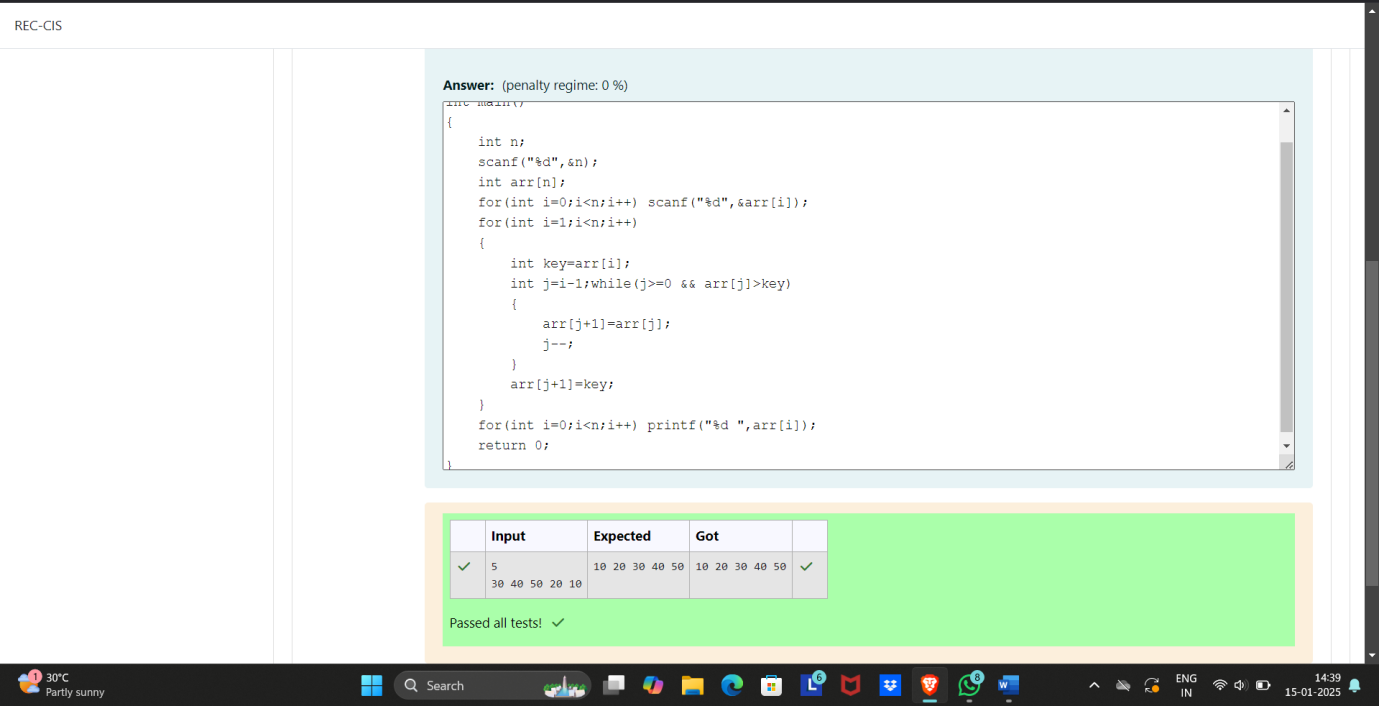 REC-CIS
Answer: (penalty regime: 0 %)
int main()
{
    int n;
    scanf("%d",&n);
    int arr[n];
    for(int i=0;i<n;i++) scanf("%d",&arr[i]);
    for(int i=1;i<n;i++)
    {
        int key=arr[i];
        int j=i-1;while(j>=0 && arr[j]>key)
        {
            arr[j+1]=arr[j];
            j--;
        }
        arr[j+1]=key;
    }
    for(int i=0;i<n;i++) printf("%d ",arr[i]);
    return 0;
}
Input Expected Got
5 10 20 30 40 50 10 20 30 40 50
30 40 50 20 10
Passed all tests!
1 30°C
Partly sunny
Search
L 6
8
W
ENG
IN
14:39
15-01-2025